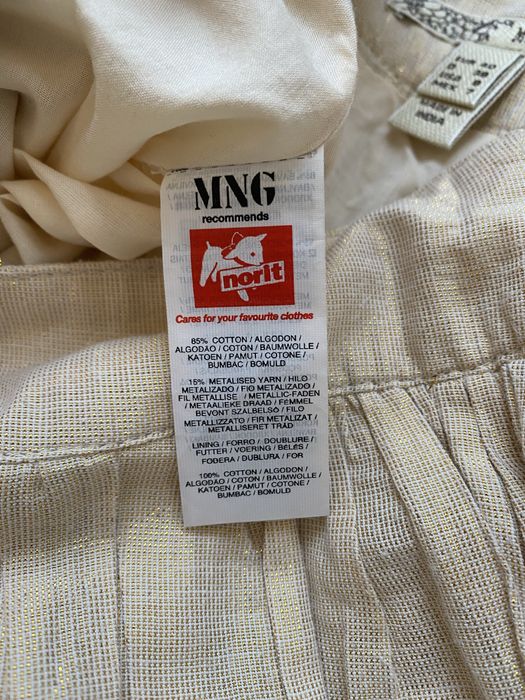 MNG
recommends
norit
Cares for your favourite clothes
85% COTTON / ALGODON /
ALGODÃO / COTON / BAUMWOLLE /
KATOEN / PAMUT / COTONE /
BUMBAC / BOMULD
15% METALISED YARN / HILO
METALIZADO / FIO METALIZADO /
FIL METALLISE / METALLIC-FADEN
/ METAALIEKE DRAAD / FÉMMEL
BEVONT SZÁLBELSŐ / FILO
METALLIZZATO / FIR METALIZAT /
METALLISERET TRÅD
LINING / FORRO / DOUBLURE /
FUTTER / VOERING / BÉLÉS /
FODERA / DUBLURA / FOR
100% COTTON / ALGODON /
ALGODÃO / COTON / BAUMWOLLE /
KATOEN / PAMUT / COTONE /
BUMBAC / BOMULD
EUR
USA
MEX
MADE IN
INDIA